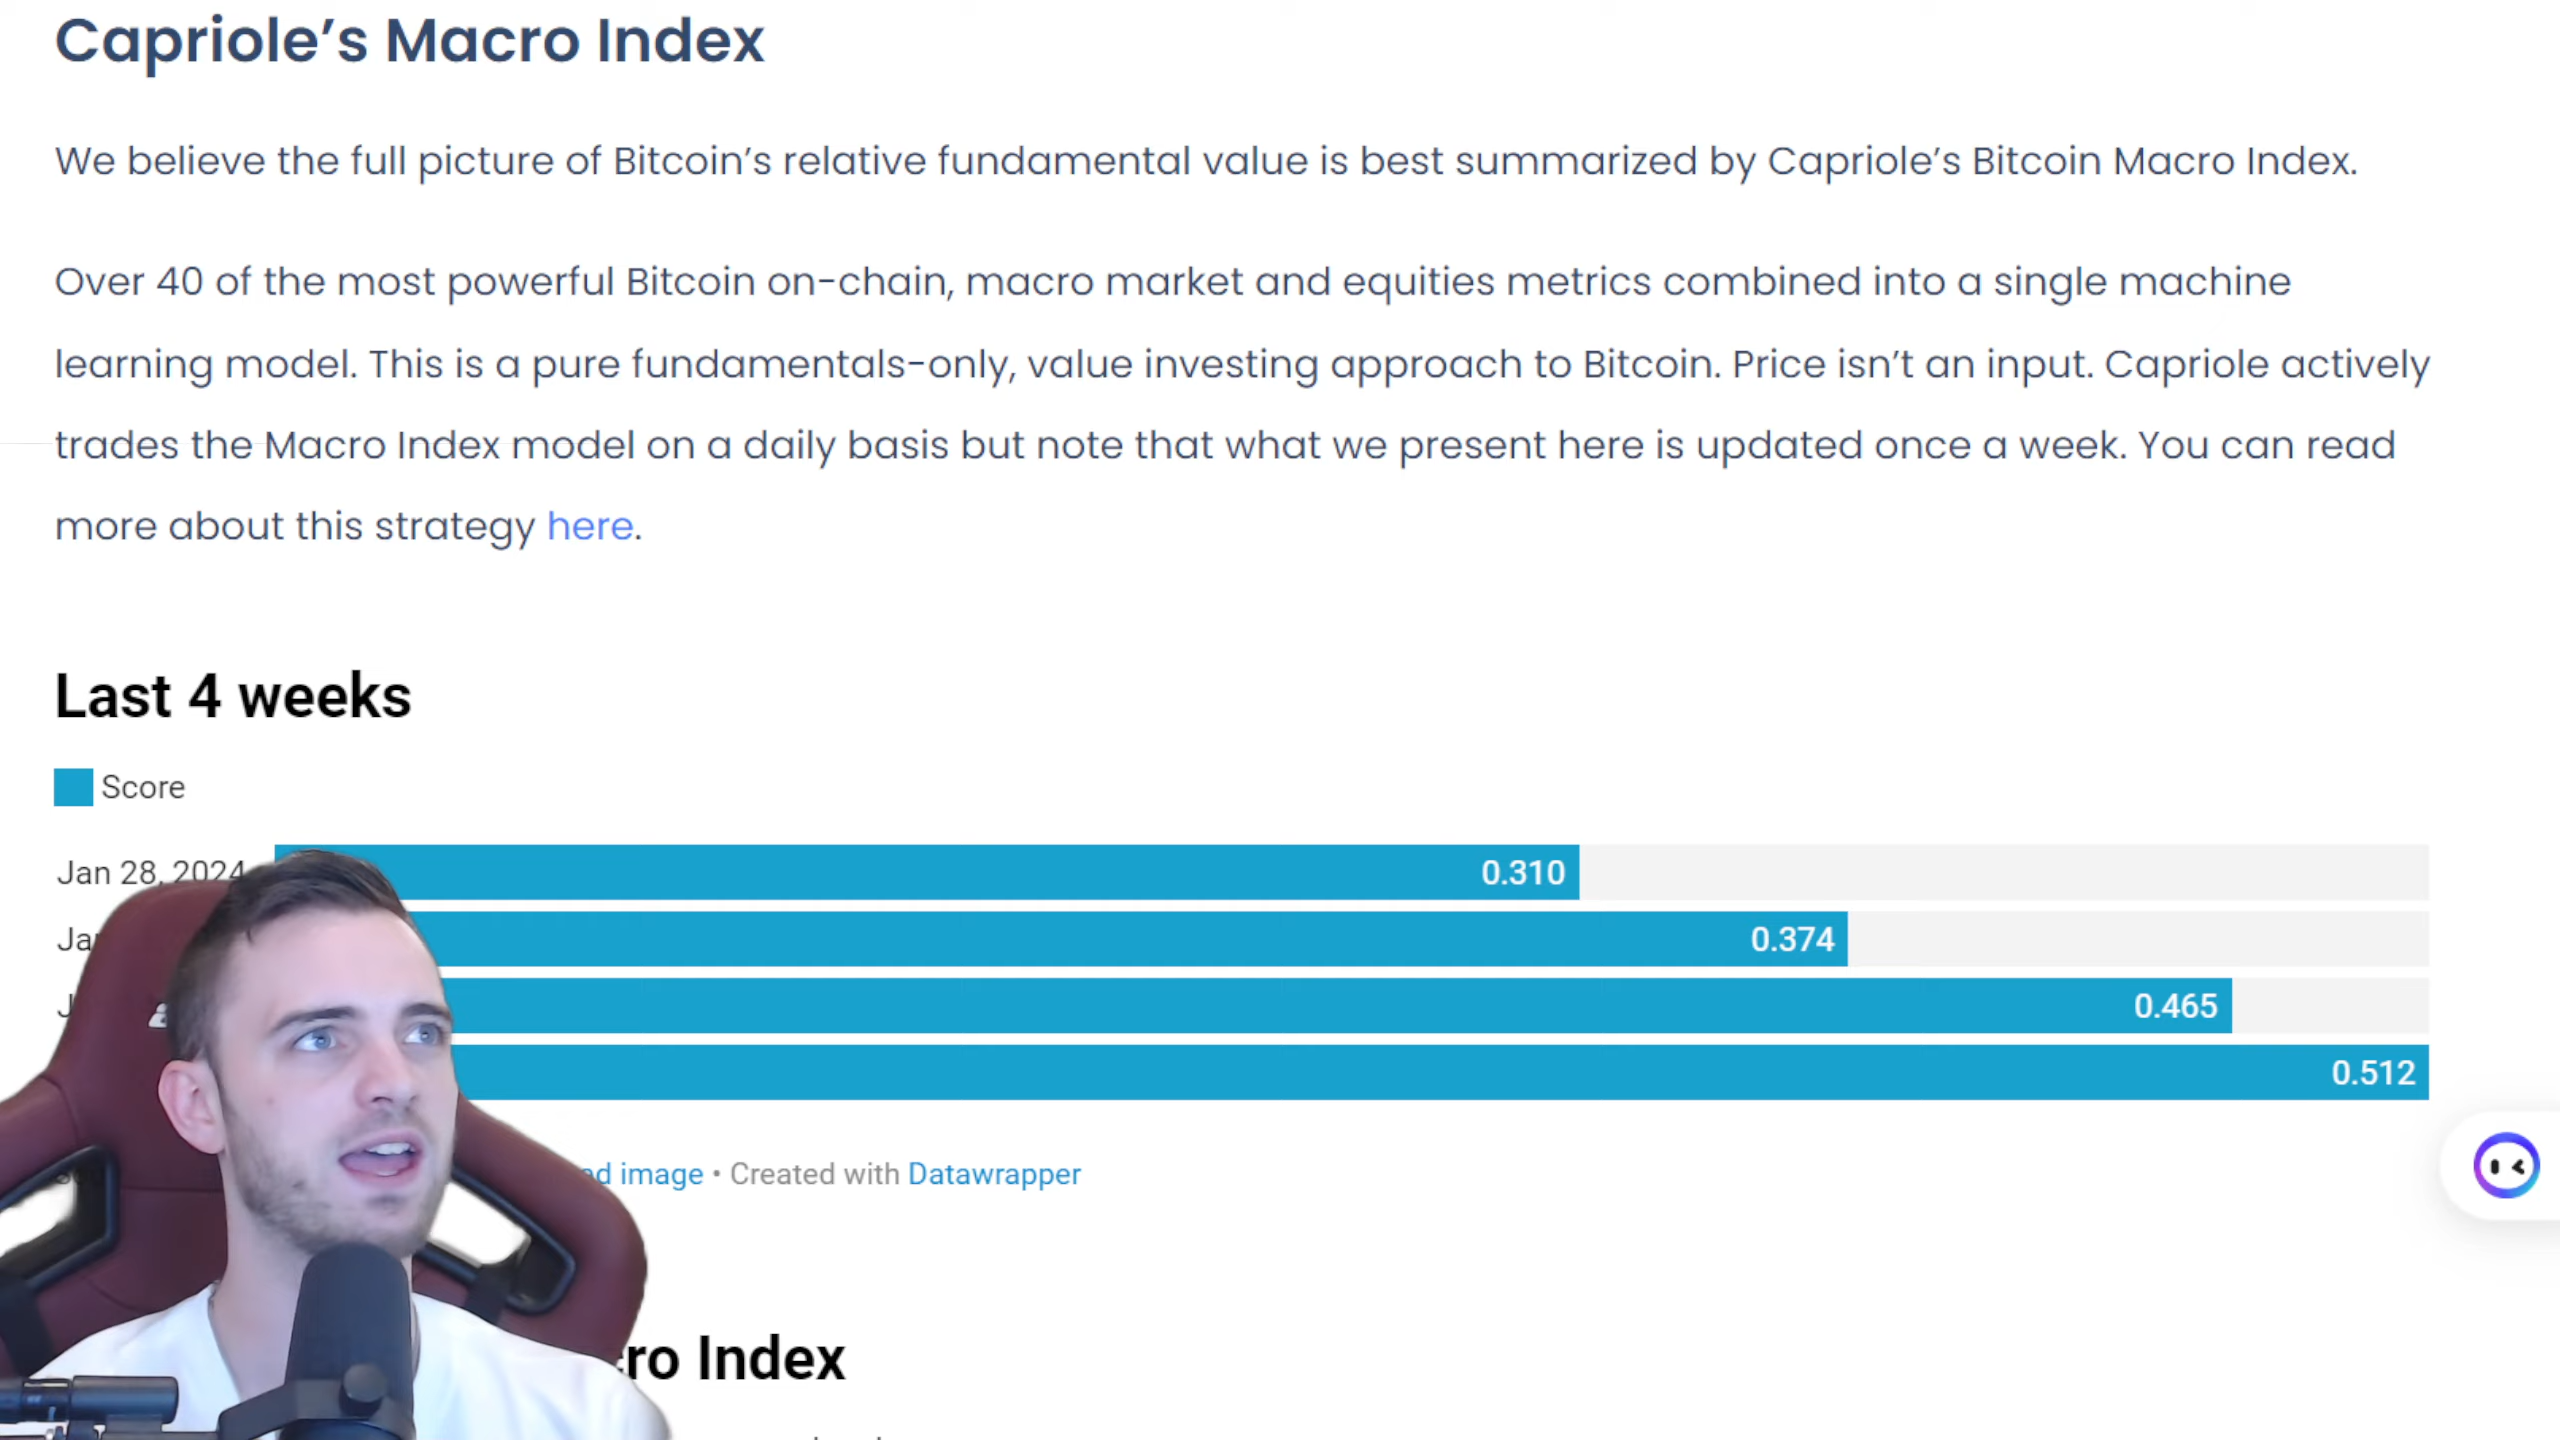 Capriole’s Macro Index
We believe the full picture of Bitcoin’s relative fundamental value is best summarized by Capriole’s Bitcoin Macro Index.
Over 40 of the most powerful Bitcoin on-chain, macro market and equities metrics combined into a single machine
learning model. This is a pure fundamentals-only, value investing approach to Bitcoin. Price isn’t an input. Capriole actively
trades the Macro Index model on a daily basis but note that what we present here is updated once a week. You can read
more about this strategy here.
Last 4 weeks
Score
Jan 28, 2024 0.310
0.374
0.465
0.512
image • Created with Datawrapper
Index